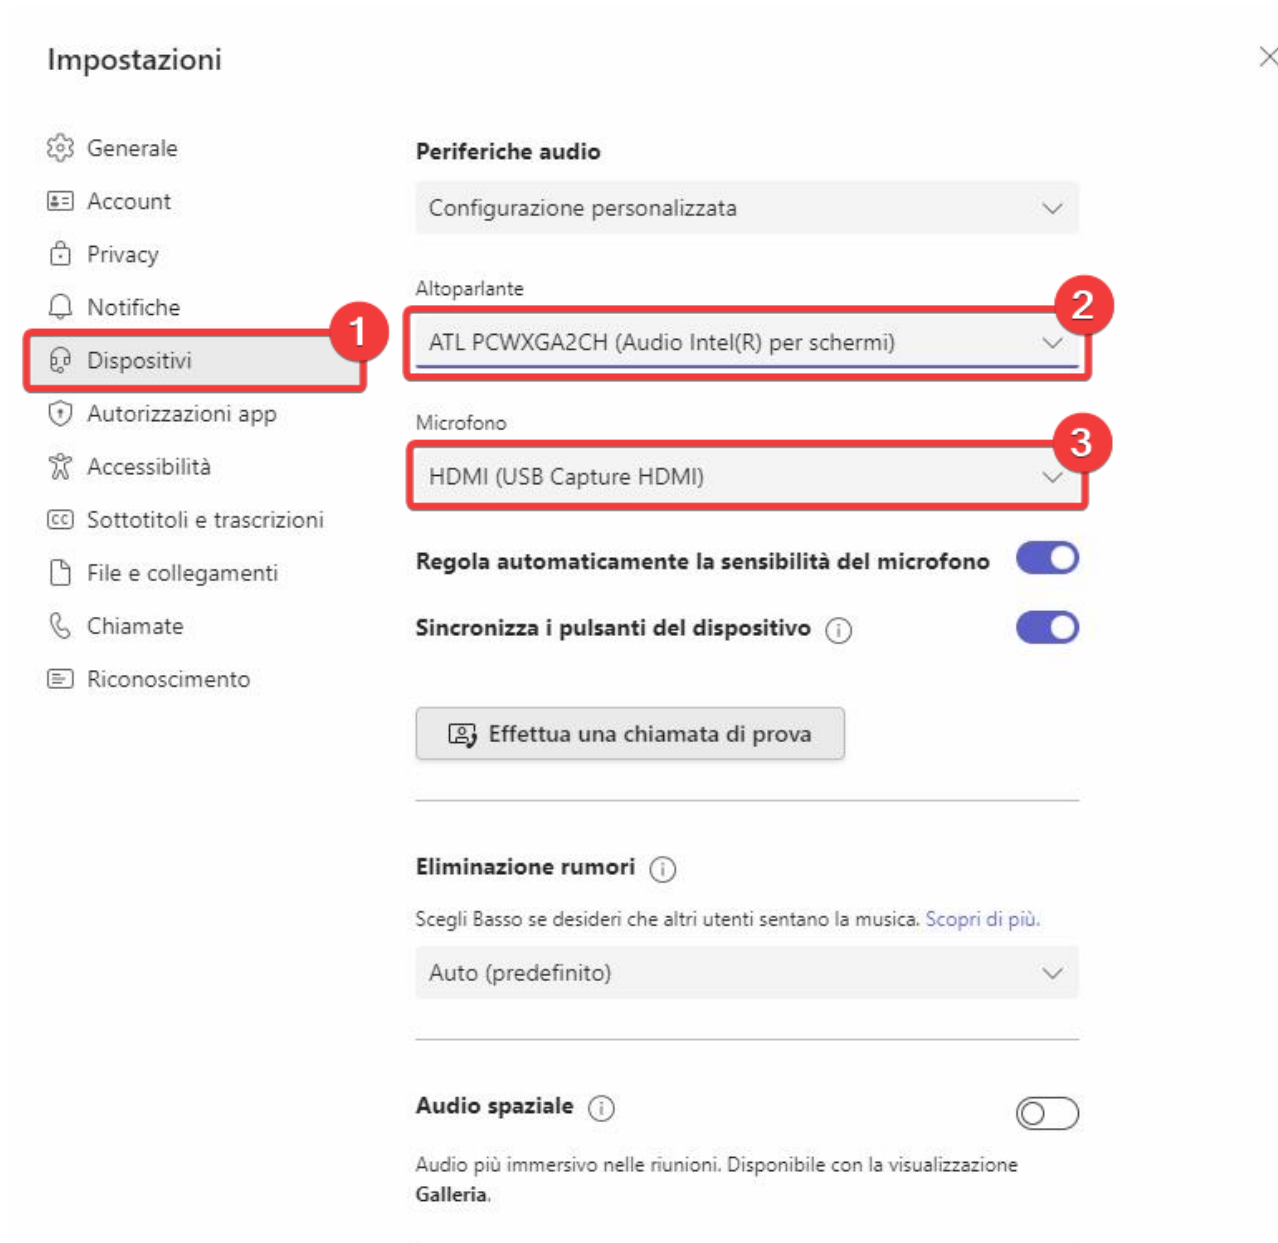 Impostazioni
Generale
Account
Privacy
Notifiche
1
Dispositivi
Autorizzazioni app
Accessibilità
CC Sottotitoli e trascrizioni
File e collegamenti
Chiamate
Riconoscimento
Periferiche audio
Configurazione personalizzata
Altoparlante
2
ATL PCWXGA2CH (Audio Intel(R) per schermi)
Microfono
3
HDMI (USB Capture HDMI)
Regola automaticamente la sensibilità del microfono
Sincronizza i pulsanti del dispositivo
Effettua una chiamata di prova
Eliminazione rumori
Scegli Basso se desideri che altri utenti sentano la musica. Scopri di più.
Auto (predefinito)
Audio spaziale
Audio più immersivo nelle riunioni. Disponibile con la visualizzazione
Galleria.